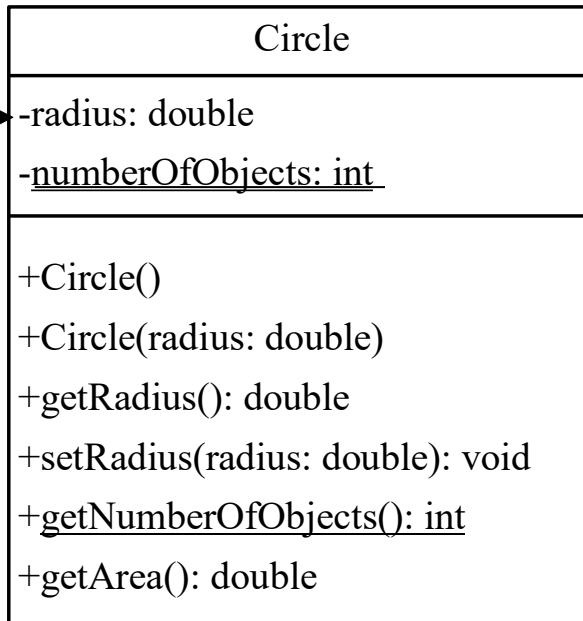 Circle
-radius: double
-numberOfObjects: int
+Circle()
+Circle(radius: double)
+getRadius(): double
+setRadius(radius: double): void
+getNumberOfObjects(): int
+getArea(): double